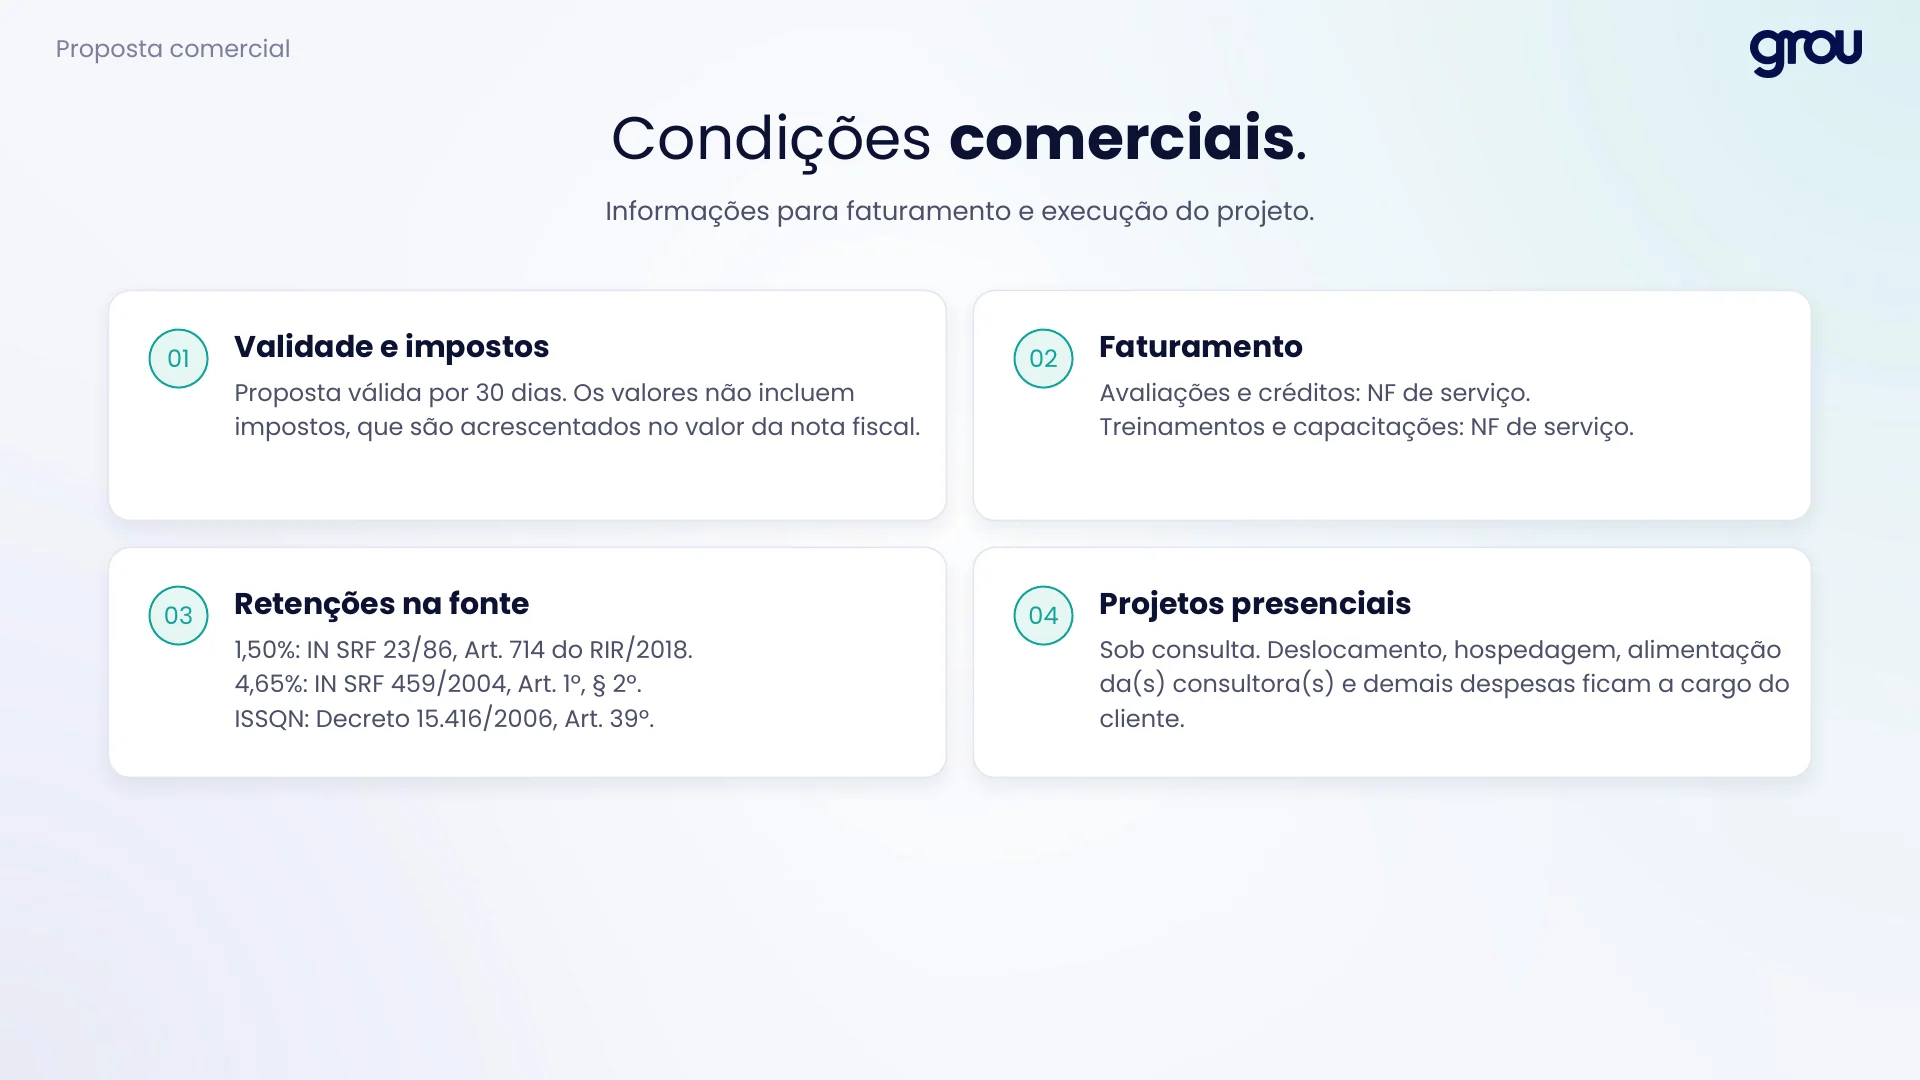 Proposta comercial
grou
Condições comerciais.
Informações para faturamento e execução do projeto.
01
Validade e impostos
Proposta válida por 30 dias. Os valores não incluem
impostos, que são acrescentados no valor da nota fiscal.
02
Faturamento
Avaliações e créditos: NF de serviço.
Treinamentos e capacitações: NF de serviço.
03
Retenções na fonte
1,50%: IN SRF 23/86, Art. 714 do RIR/2018.
4,65%: IN SRF 459/2004, Art. 1º, § 2º.
ISSQN: Decreto 15.416/2006, Art. 39º.
04
Projetos presenciais
Sob consulta. Deslocamento, hospedagem, alimentação
da(s) consultora(s) e demais despesas ficam a cargo do
cliente.